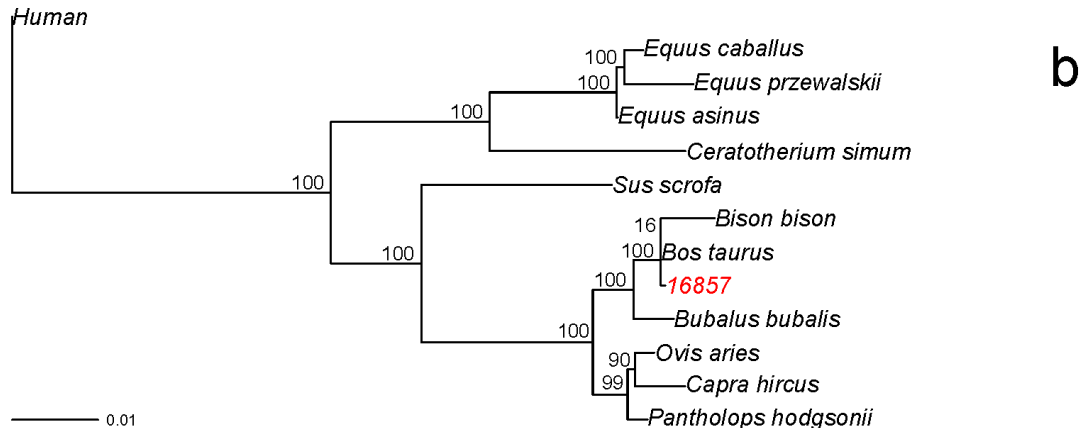 Human
b
100
Equus caballus
100
Equus przewalskii
100
Equus asinus
Ceratotherium simum
100
Sus scrofa
16
Bison bison
100
100
Bos taurus
100
16857
Bubalus bubalis
100
90
Ovis aries
99
Capra hircus
Pantholops hodgsonii
0.01